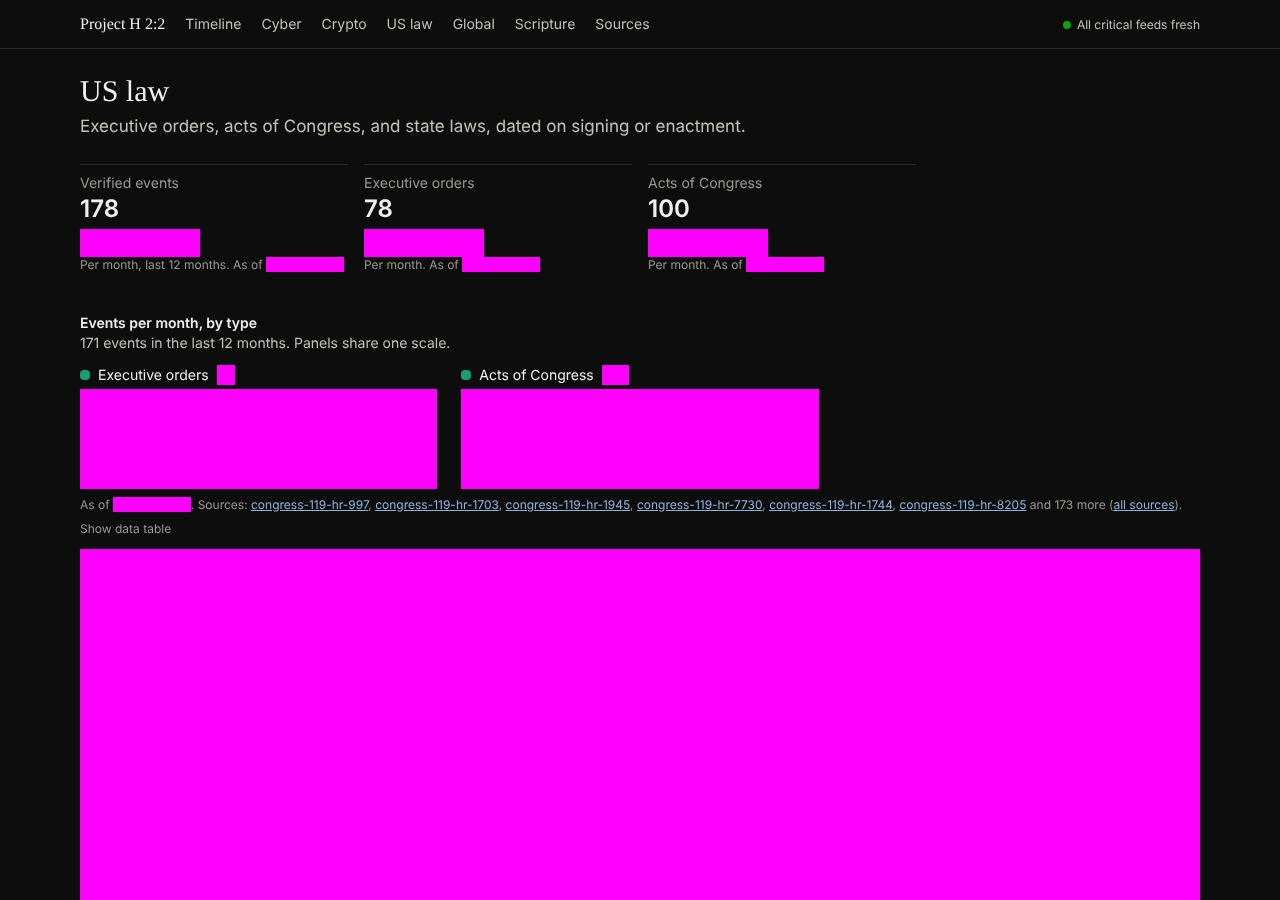 Project H 2:2 Timeline Cyber Crypto US law Global Scripture Sources All critical feeds fresh
US law
Executive orders, acts of Congress, and state laws, dated on signing or enactment.
Verified events Executive orders Acts of Congress
178 78 100
Per month, last 12 months. As of Per month. As of Per month. As of
Events per month, by type
171 events in the last 12 months. Panels share one scale.
Executive orders Acts of Congress
As of . Sources: congress-119-hr-997, congress-119-hr-1703, congress-119-hr-1945, congress-119-hr-7730, congress-119-hr-1744, congress-119-hr-8205 and 173 more (all sources).
Show data table